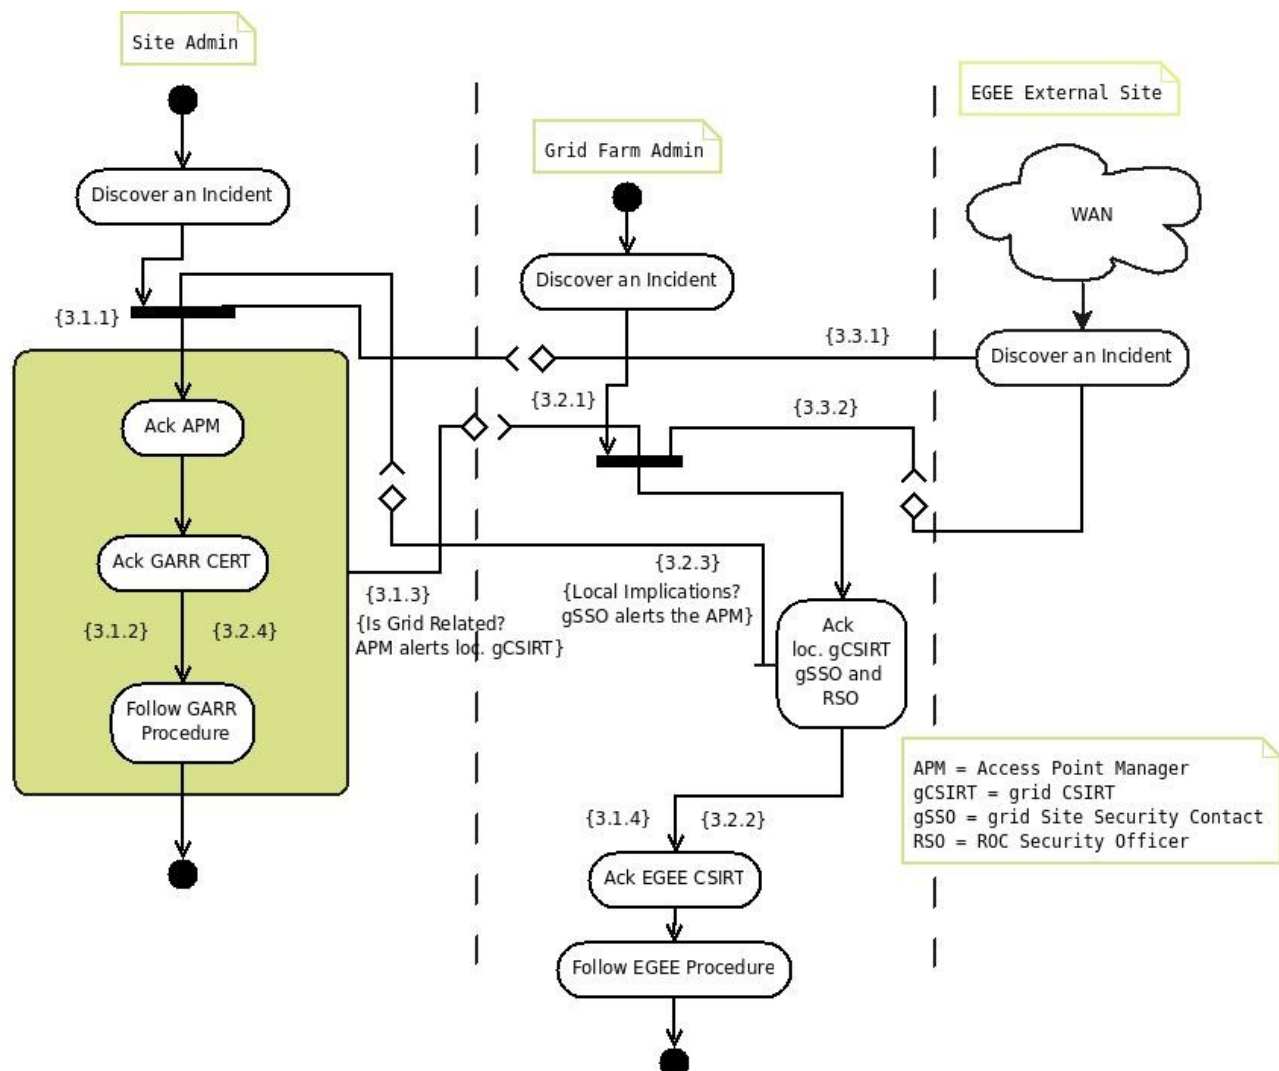 Site Admin
EGEE External Site
Grid Farm Admin
Discover an Incident
WAN
Discover an Incident
{3.1.1}
{3.3.1}
Discover an Incident
{3.2.1}
{3.3.2}
Ack APM
Ack GARR CERT
{3.2.3}
{3.1.3}
{Local Implications?
gSSO alerts the APM}
{Is Grid Related?
APM alerts loc. gCSIRT}
{3.1.2}
{3.2.4}
Ack
loc. gCSIRT
gSSO and
RSO
Follow GARR
Procedure
APM = Access Point Manager
gCSIRT = grid CSIRT
gSSO = grid Site Security Contact
RSO = ROC Security Officer
{3.1.4}
{3.2.2}
Ack EGEE CSIRT
Follow EGEE Procedure